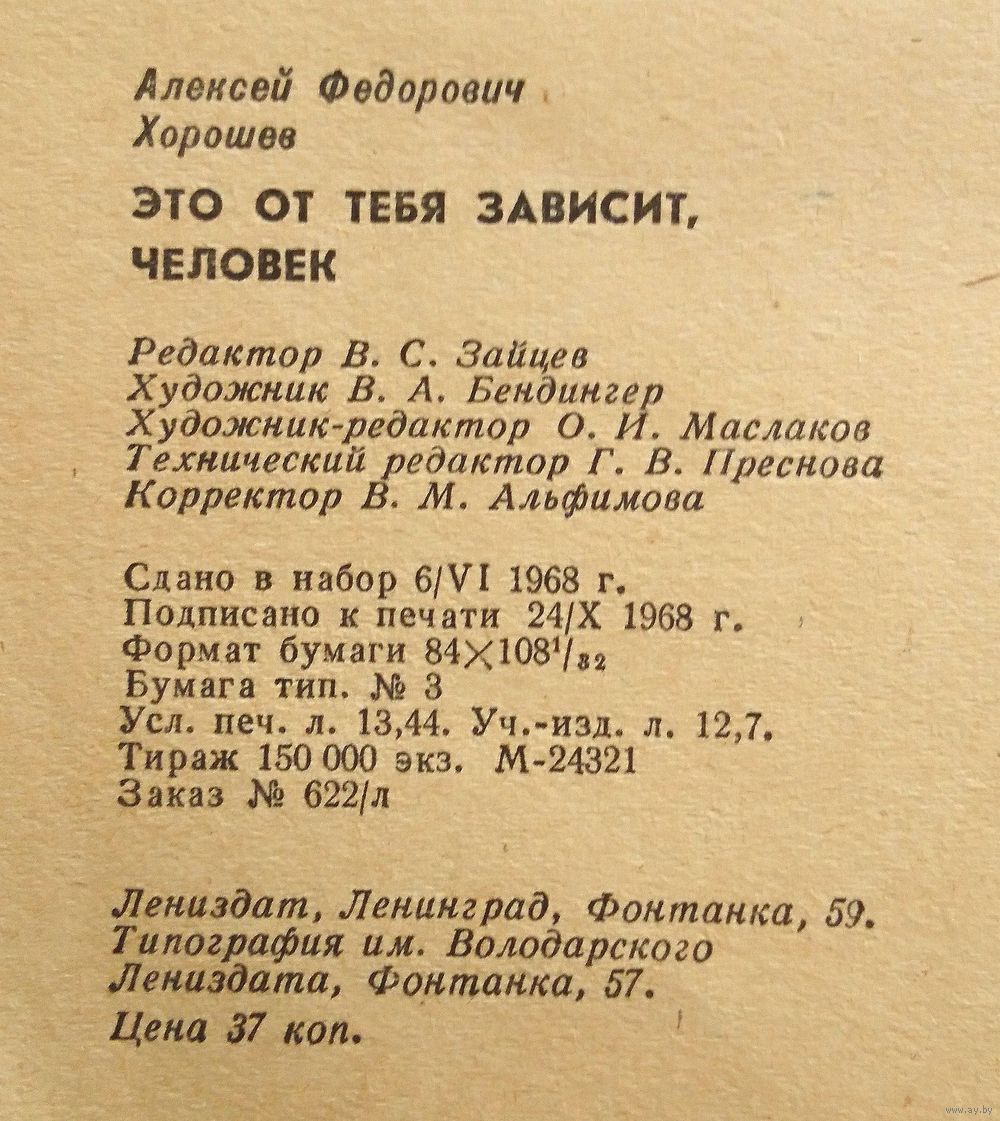 Алексей Федорович
Хорошев
ЭТО ОТ ТЕБЯ ЗАВИСИТ,
ЧЕЛОВЕК
Редактор В. С. Зайцев
Художник В. А. Бендингер
Художник-редактор О. И. Маслаков
Технический редактор Г. В. Преснова
Корректор В. М. Альфимова
Сдано в набор 6/VI 1968 г.
Подписано к печати 24/X 1968 г.
Формат бумаги 84×108¹/₃₂
Бумага тип. № 3
Усл. печ. л. 13,44. Уч.-изд. л. 12,7.
Тираж 150 000 экз. М-24321
Заказ № 622/л
Лениздат, Ленинград, Фонтанка, 59.
Типография им. Володарского
Лениздата, Фонтанка, 57.
Цена 37 коп.
www.ay.by